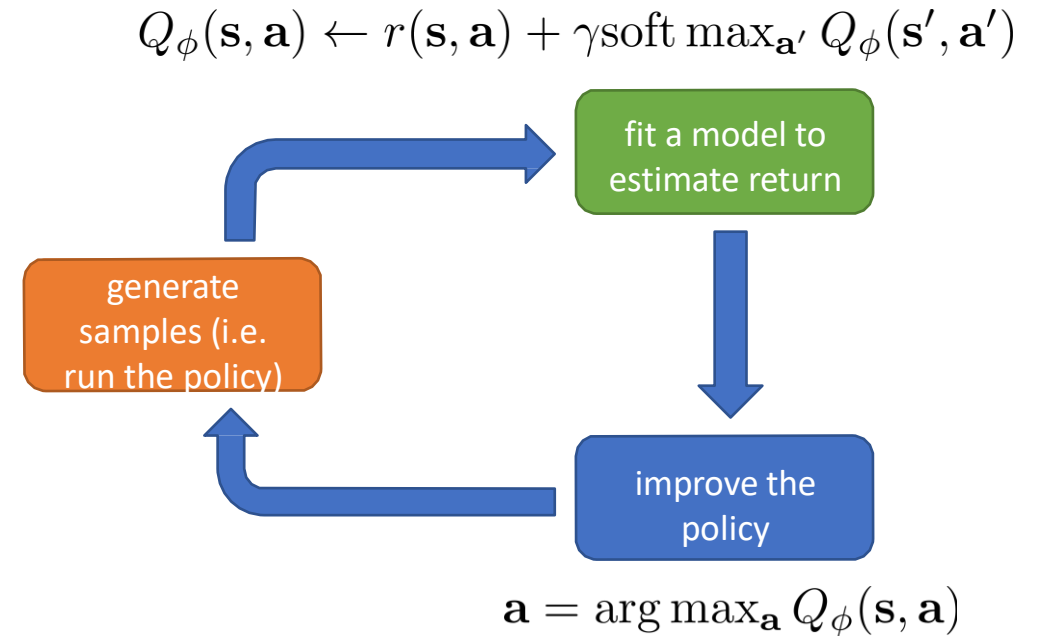 Q_ϕ(s, a) ← r(s, a) + γsoft max_{a′} Q_ϕ(s′, a′)
fit a model to
estimate return
generate
samples (i.e.
run the policy)
improve the
policy
a = arg max_a Q_ϕ(s, a)